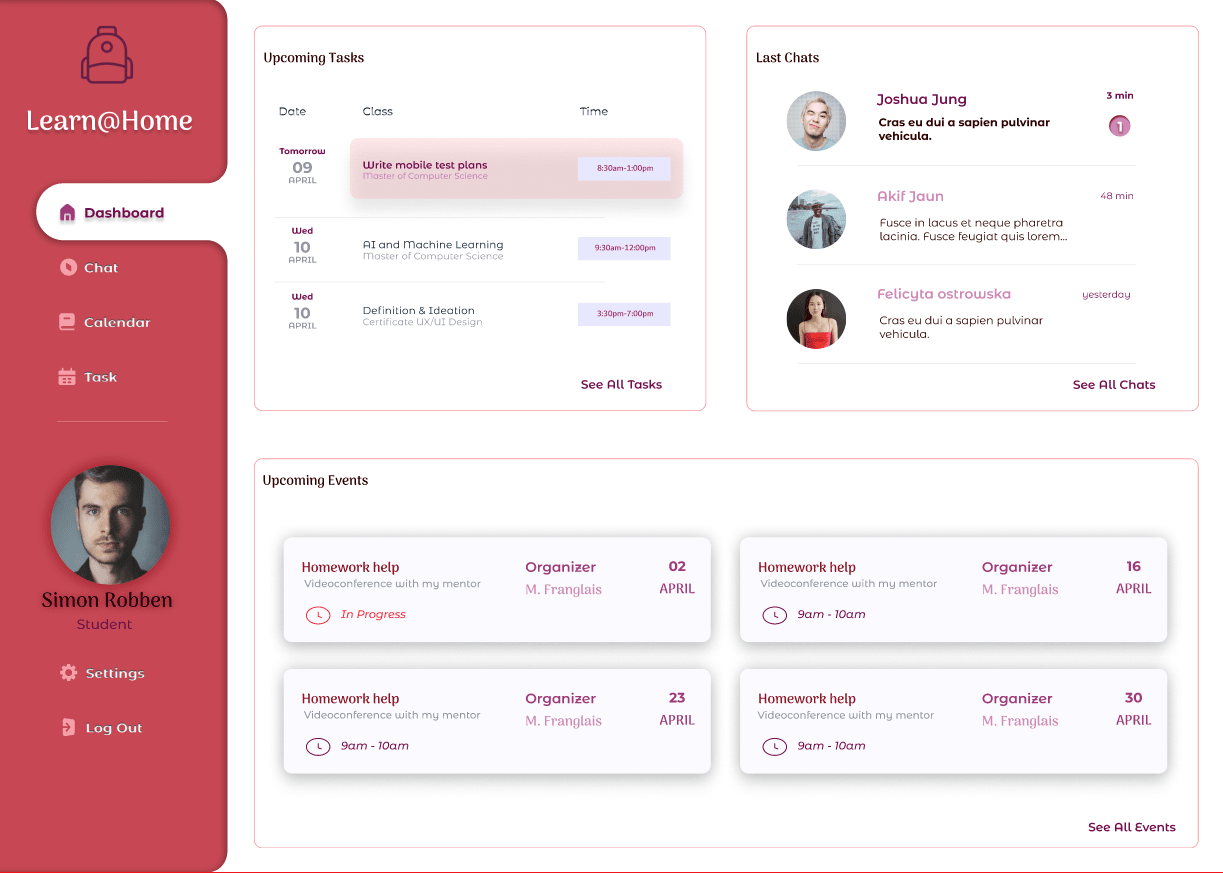 Learn@Home
Dashboard
Chat
Calendar
Task
Simon Robben
Student
Settings
Log Out
Upcoming Tasks
Date Class Time
Tomorrow
09
APRIL
Write mobile test plans
Master of Computer Science
8:30am-1:00pm
Wed
10
APRIL
AI and Machine Learning
Master of Computer Science
9:30am-12:00pm
Wed
10
APRIL
Definition & Ideation
Certificate UX/UI Design
3:30pm-7:00pm
See All Tasks
Last Chats
Joshua Jung
3 min
Cras eu dui a sapien pulvinar
vehicula.
1
Akif Jaun
48 min
Fusce in lacus et neque pharetra
lacinia. Fusce feugiat quis lorem...
Felicyta ostrowska
yesterday
Cras eu dui a sapien pulvinar
vehicula.
See All Chats
Upcoming Events
Homework help
Videoconference with my mentor
In Progress
Organizer
M. Franglais
02
APRIL
Homework help
Videoconference with my mentor
9am - 10am
Organizer
M. Franglais
16
APRIL
Homework help
Videoconference with my mentor
9am - 10am
Organizer
M. Franglais
23
APRIL
Homework help
Videoconference with my mentor
9am - 10am
Organizer
M. Franglais
30
APRIL
See All Events